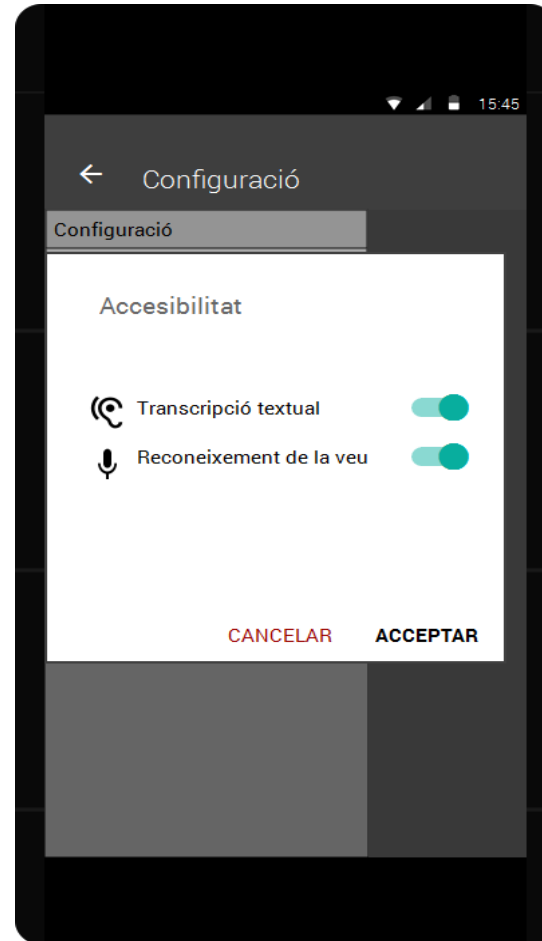 15:45
Configuració
Configuració
Accesibilitat
Transcripció textual
Reconeixement de la veu
CANCELAR ACCEPTAR